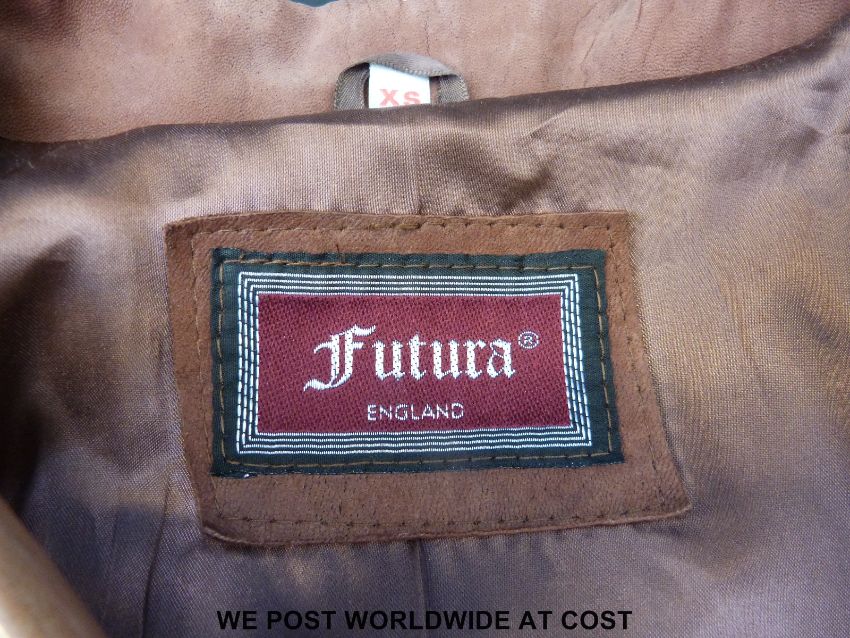 XS
Futura®
ENGLAND
WE POST WORLDWIDE AT COST